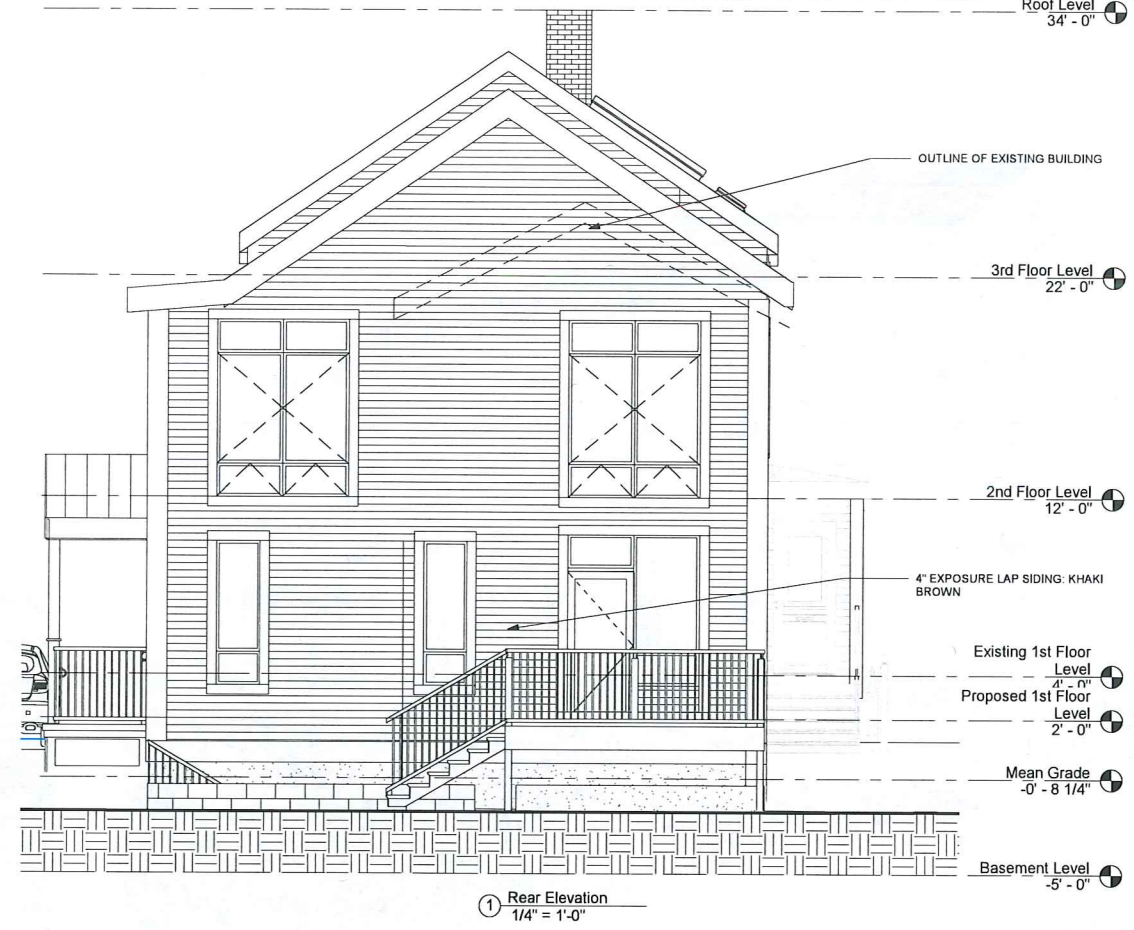 Roof Level
34' - 0"
OUTLINE OF EXISTING BUILDING
3rd Floor Level
22' - 0"
2nd Floor Level
12' - 0"
4" EXPOSURE LAP SIDING: KHAKI
BROWN
Existing 1st Floor
Level
4' - 0"
Proposed 1st Floor
Level
2' - 0"
Mean Grade
-0' - 8 1/4"
Basement Level
-5' - 0"
1
Rear Elevation
1/4" = 1'-0"